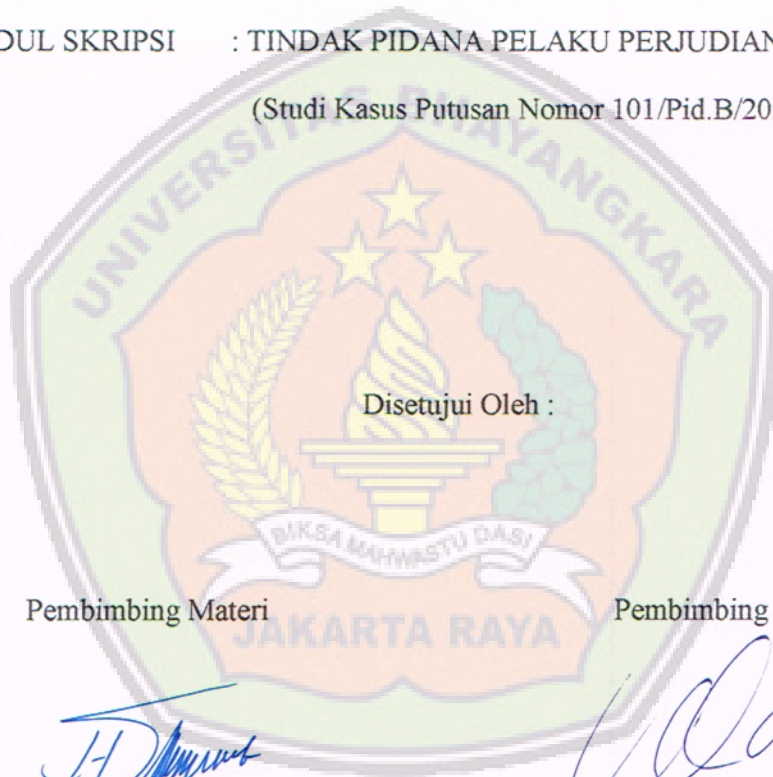 DUL SKRIPSI : TINDAK PIDANA PELAKU PERJUDIAN
(Studi Kasus Putusan Nomor 101/Pid.B/20
UNIVERSITAS BHAYANGKARA
Disetujui Oleh :
BIKSA MAHWASTU DASI
Pembimbing Materi Pembimbing
JAKARTA RAYA